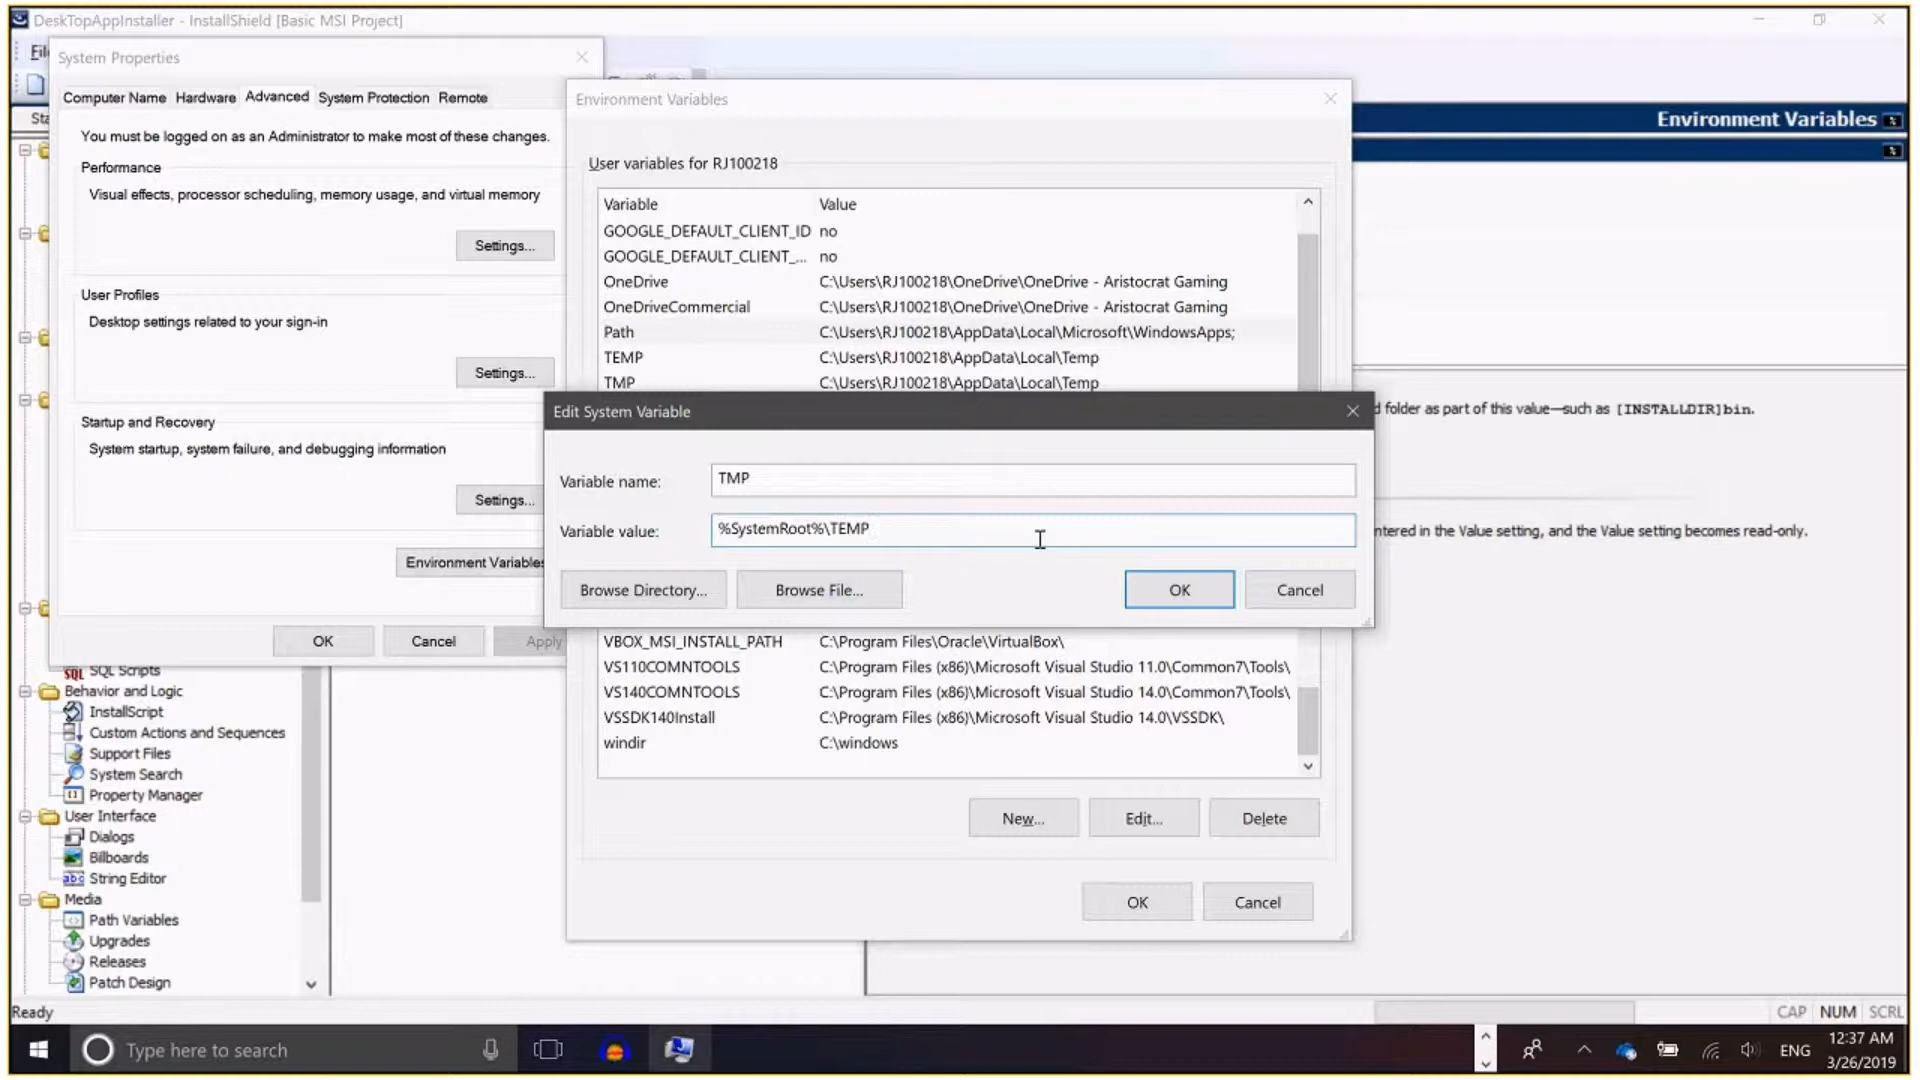 DeskTopAppInstaller - InstallShield [Basic MSI Project]
System Properties
Computer Name Hardware Advanced System Protection Remote
You must be logged on as an Administrator to make most of these changes.
Performance
Visual effects, processor scheduling, memory usage, and virtual memory
Settings...
User Profiles
Desktop settings related to your sign-in
Settings...
Startup and Recovery
System startup, system failure, and debugging information
Settings...
Environment Variables
OK Cancel Apply
Environment Variables
User variables for RJ100218
Variable Value
GOOGLE_DEFAULT_CLIENT_ID no
GOOGLE_DEFAULT_CLIENT_... no
OneDrive C:\Users\RJ100218\OneDrive\OneDrive - Aristocrat Gaming
OneDriveCommercial C:\Users\RJ100218\OneDrive\OneDrive - Aristocrat Gaming
Path C:\Users\RJ100218\AppData\Local\Microsoft\WindowsApps;
TEMP C:\Users\RJ100218\AppData\Local\Temp
TMP C:\Users\RJ100218\AppData\Local\Temp
Edit System Variable
Variable name: TMP
Variable value: %SystemRoot%\TEMP
Browse Directory... Browse File... OK Cancel
VBOX_MSI_INSTALL_PATH C:\Program Files\Oracle\VirtualBox\
VS110COMNTOOLS C:\Program Files (x86)\Microsoft Visual Studio 11.0\Common7\Tools\
VS140COMNTOOLS C:\Program Files (x86)\Microsoft Visual Studio 14.0\Common7\Tools\
VSSDK140Install C:\Program Files (x86)\Microsoft Visual Studio 14.0\VSSDK\
windir C:\windows
New... Edit... Delete
OK Cancel
Environment Variables
d folder as part of this value—such as [INSTALLDIR]bin.
ntered in the Value setting, and the Value setting becomes read-only.
SQL Scripts
Behavior and Logic
InstallScript
Custom Actions and Sequences
Support Files
System Search
Property Manager
User Interface
Dialogs
Billboards
abc String Editor
Media
Path Variables
Upgrades
Releases
Patch Design
Ready
CAP NUM SCRL
Type here to search
ENG
12:37 AM
3/26/2019